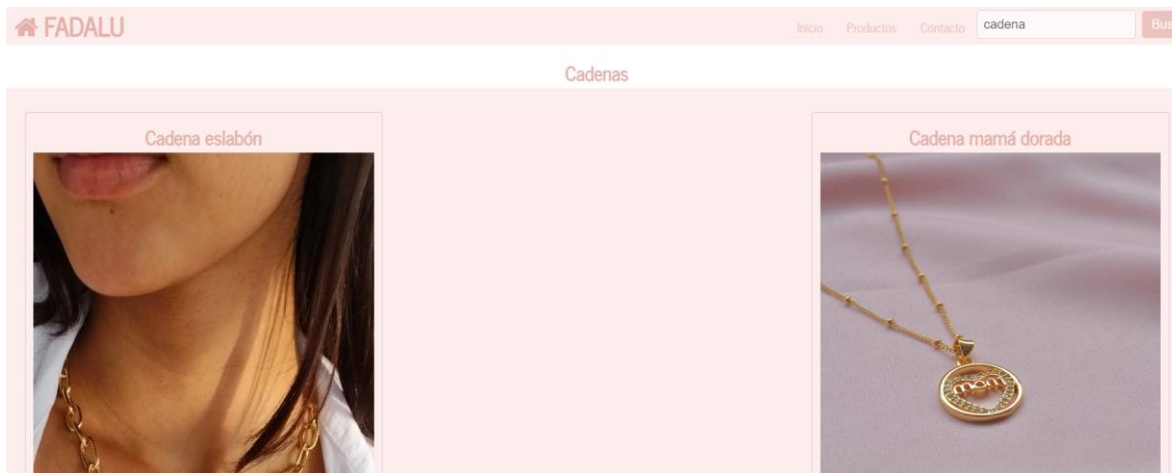 FADALU
Inicio Productos Contacto cadena
Cadenas
Cadena eslabón
Cadena mamá dorada
mom